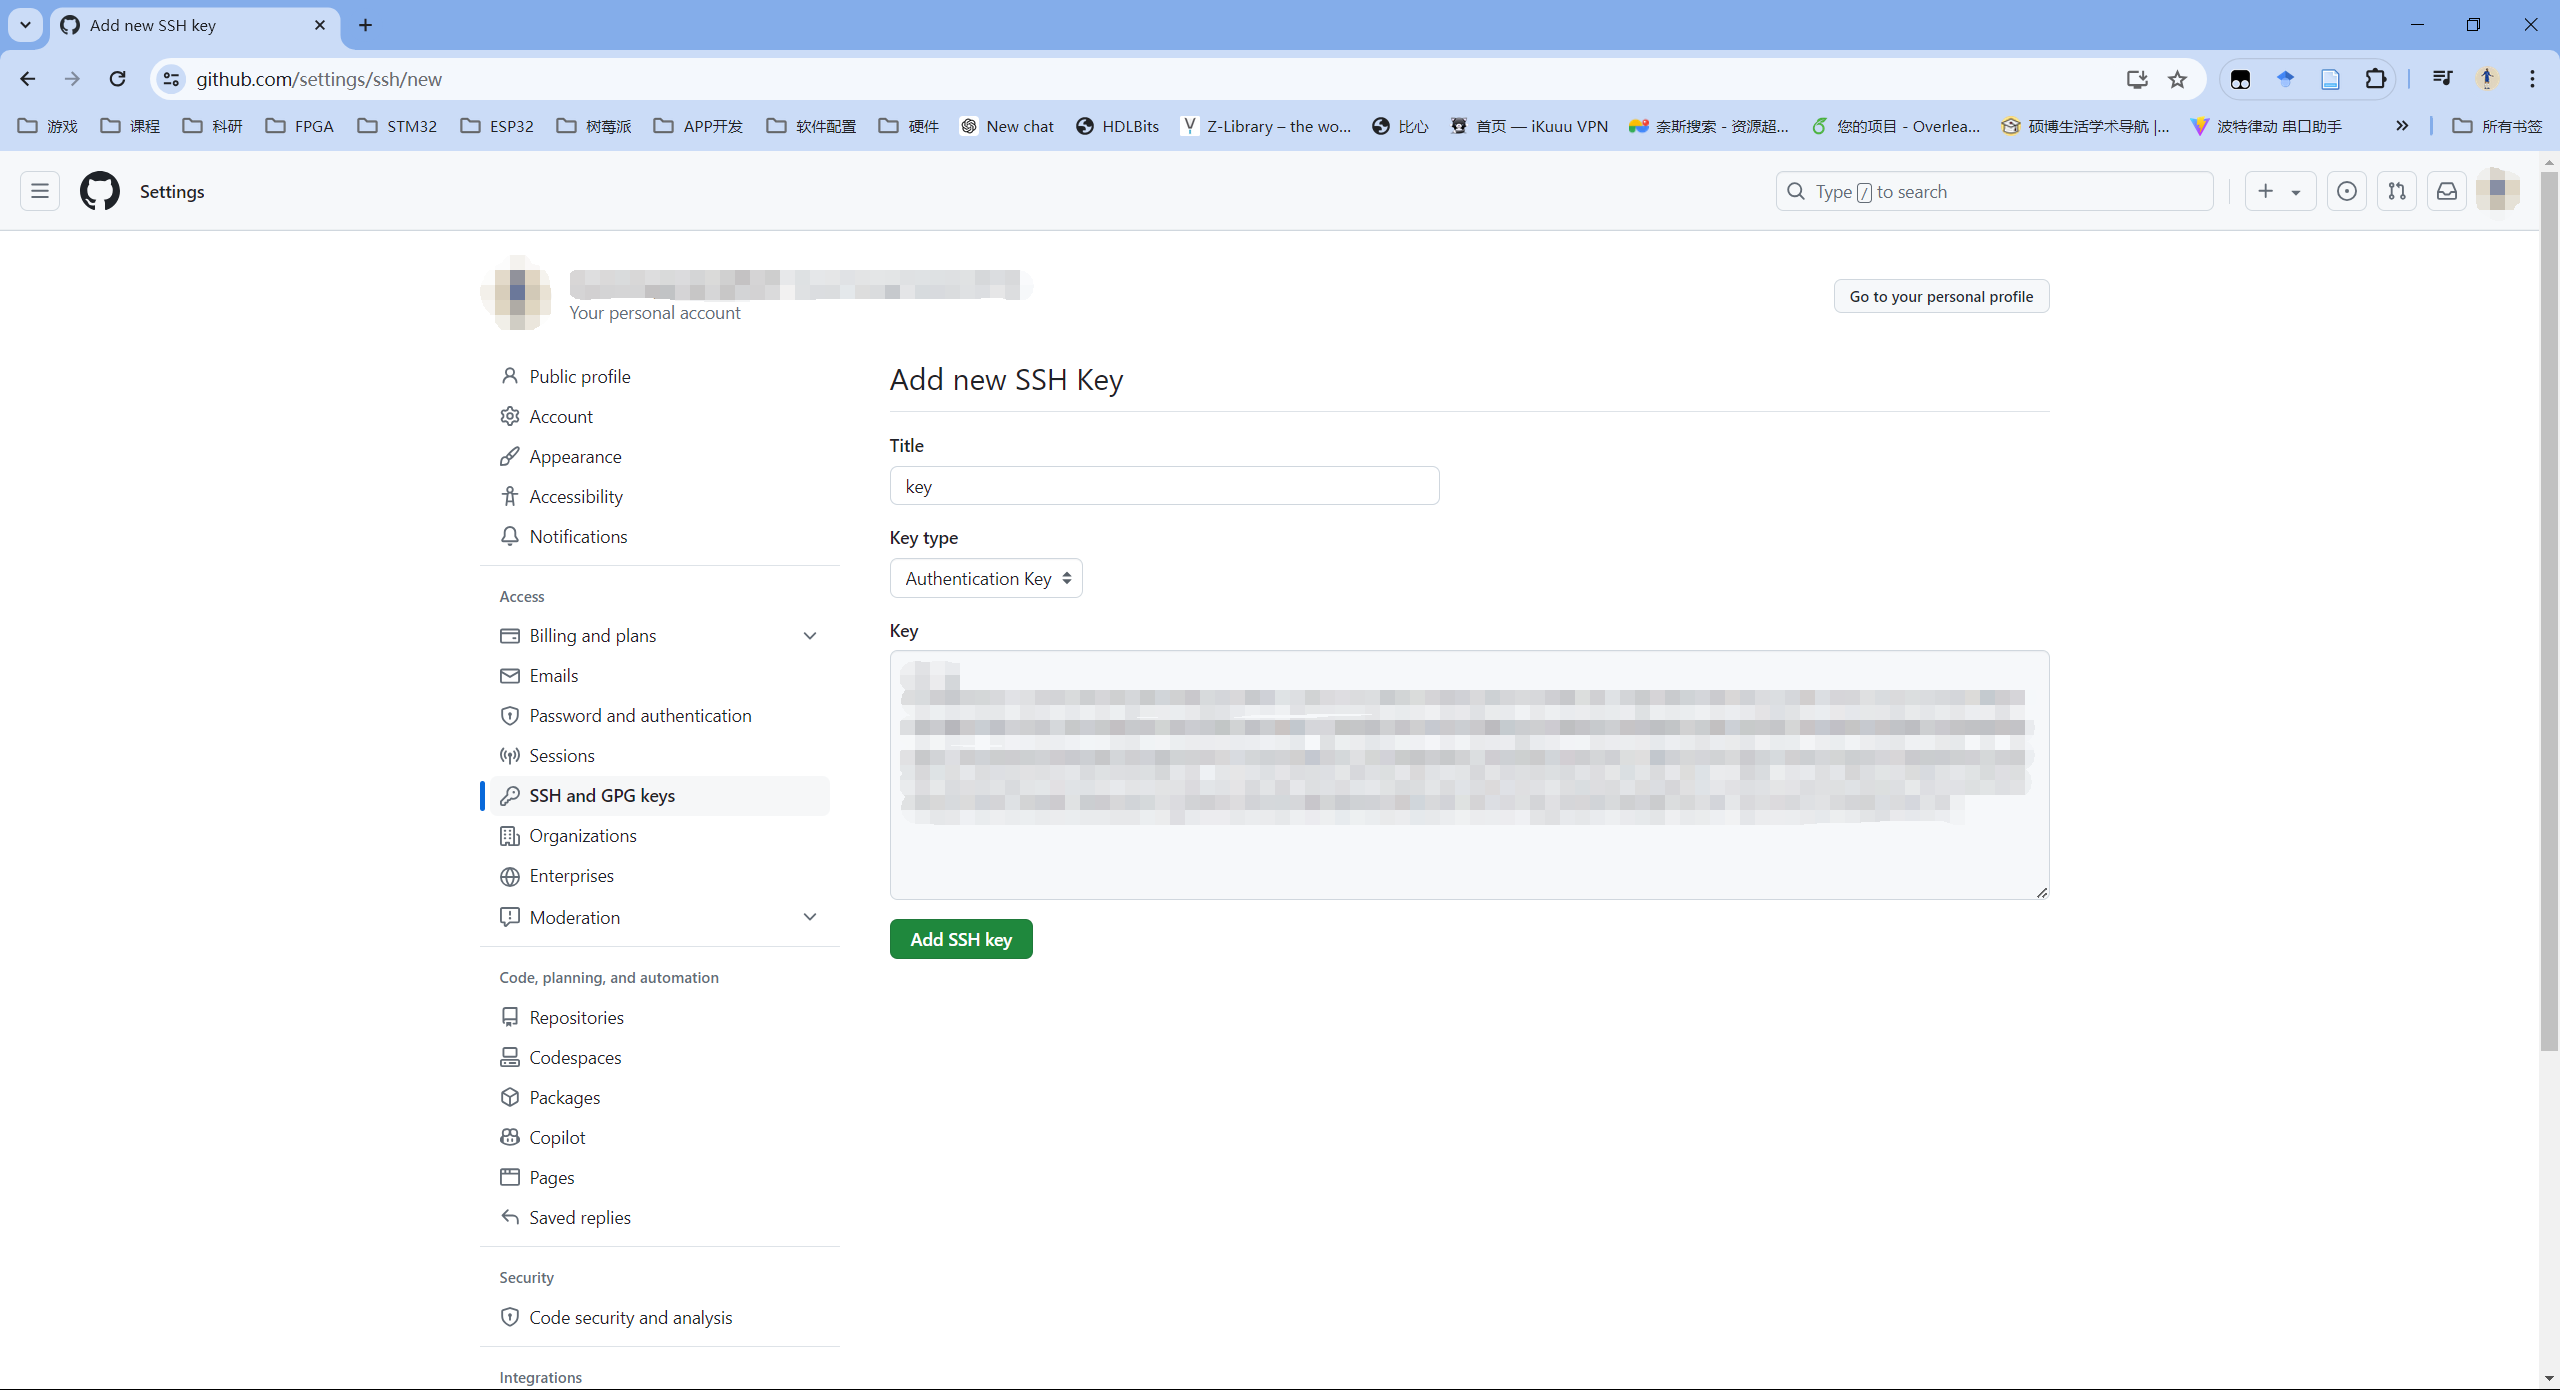 Add new SSH key
github.com/settings/ssh/new
游戏 课程 科研 FPGA STM32 ESP32 树莓派 APP开发 软件配置 硬件 New chat HDLBits Z-Library – the wo... 比心 首页 — iKuuu VPN 奈斯搜索 - 资源超... 您的项目 - Overlea... 硕博生活学术导航 |... 波特律动 串口助手 » 所有书签
Settings
Type / to search
Your personal account
Go to your personal profile
Public profile
Account
Appearance
Accessibility
Notifications
Access
Billing and plans
Emails
Password and authentication
Sessions
SSH and GPG keys
Organizations
Enterprises
Moderation
Code, planning, and automation
Repositories
Codespaces
Packages
Copilot
Pages
Saved replies
Security
Code security and analysis
Integrations
Add new SSH Key
Title
key
Key type
Authentication Key
Key
Add SSH key